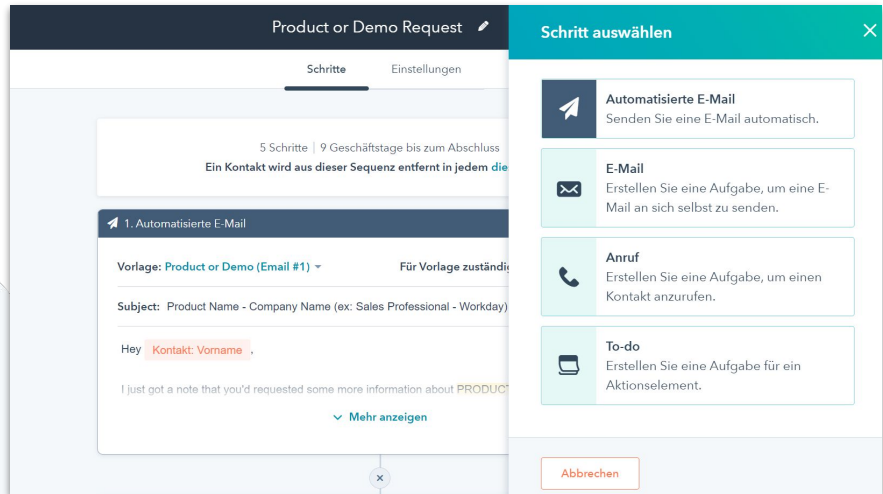 Product or Demo Request
Schritte Einstellungen
5 Schritte | 9 Geschäftstage bis zum Abschluss
Ein Kontakt wird aus dieser Sequenz entfernt in jedem
1. Automatisierte E-Mail
Vorlage: Product or Demo (Email #1)
Für Vorlage
Subject: Product Name - Company Name (ex: Sales Professional - Workday)
Hey Kontakt: Vorname ,
I just got a note that you'd requested some more information about PRODUCT
Mehr anzeigen
Schritt auswählen
Automatisierte E-Mail
Senden Sie eine E-Mail automatisch.
E-Mail
Erstellen Sie eine Aufgabe, um eine E-
Mail an sich selbst zu senden.
Anruf
Erstellen Sie eine Aufgabe, um einen
Kontakt anzurufen.
To-do
Erstellen Sie eine Aufgabe für ein
Aktionselement.
Abbrechen